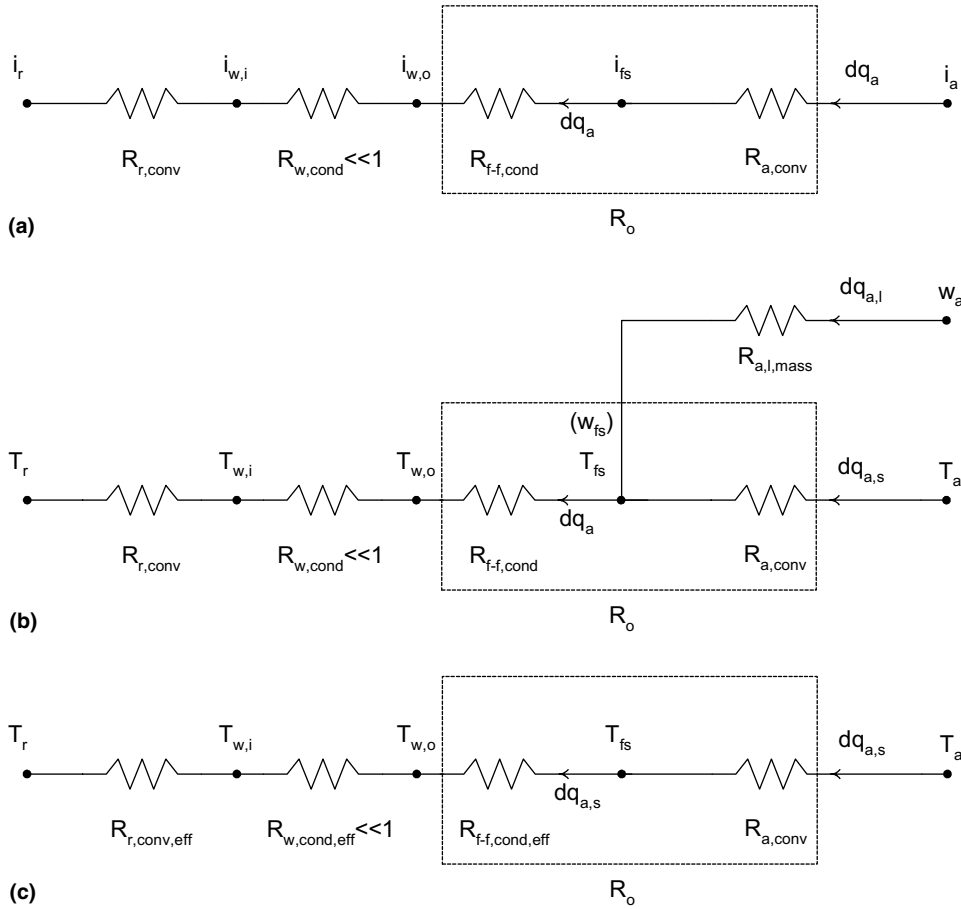 i_r i_w,i i_w,o i_fs dq_a i_a
dq_a
R_r,conv R_w,cond<<1 R_f-f,cond R_a,conv
(a) R_o
dq_a,l w_a
R_a,l,mass
(w_fs)
T_r T_w,i T_w,o T_fs dq_a,s T_a
dq_a
R_r,conv R_w,cond<<1 R_f-f,cond R_a,conv
(b) R_o
T_r T_w,i T_w,o T_fs dq_a,s T_a
dq_a,s
R_r,conv,eff R_w,cond,eff<<1 R_f-f,cond,eff R_a,conv
(c) R_o